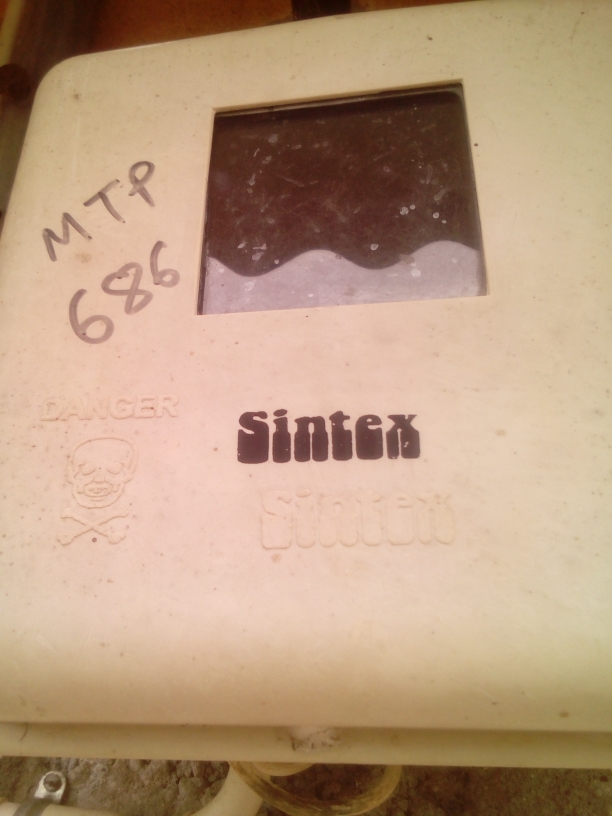 MTP
686
DANGER
Sintex
Sintex